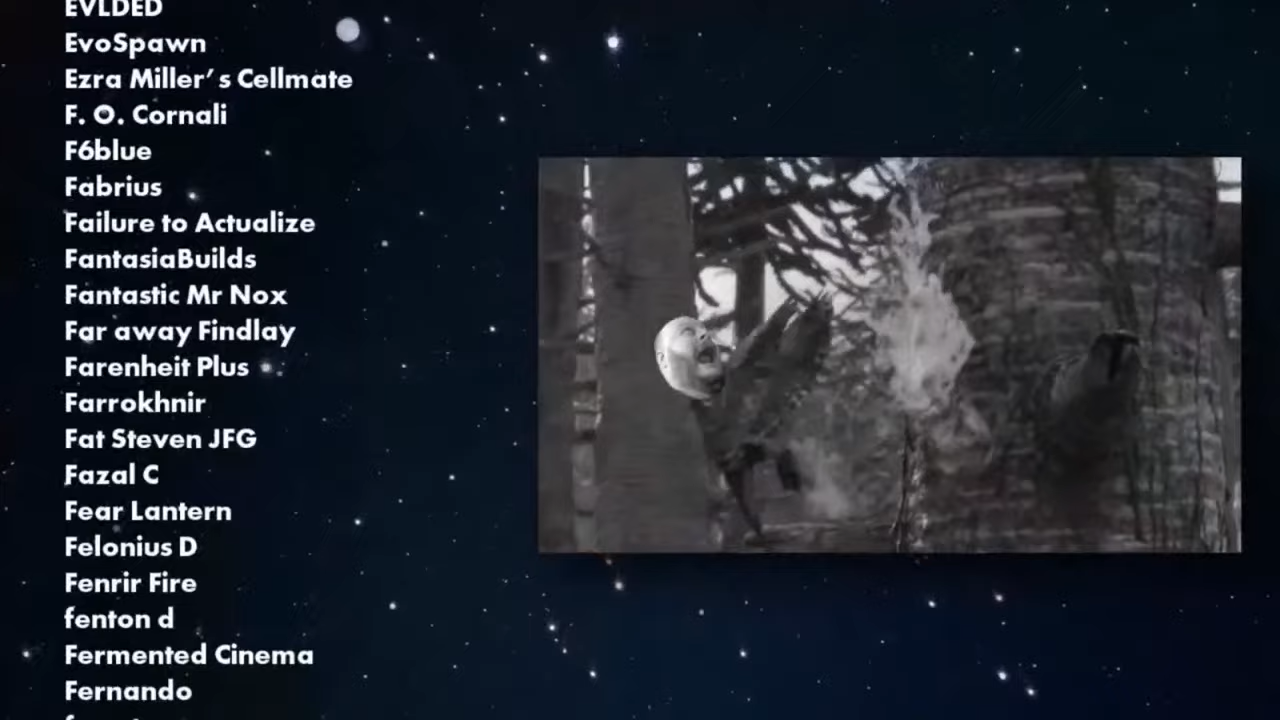 EVLDED
EvoSpawn
Ezra Miller's Cellmate
F. O. Cornali
F6blue
Fabrius
Failure to Actualize
FantasiaBuilds
Fantastic Mr Nox
Far away Findlay
Farenheit Plus
Farrokhnir
Fat Steven JFG
Fazal C
Fear Lantern
Felonius D
Fenrir Fire
fenton d
Fermented Cinema
Fernando